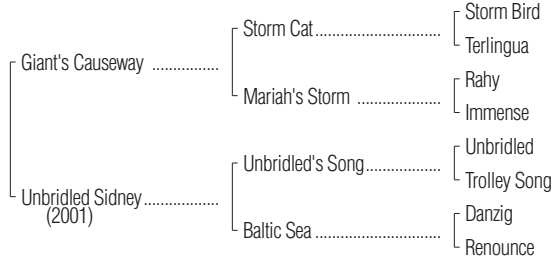 Storm Bird
Storm Cat
Terlingua
Giant's Causeway
Rahy
Mariah's Storm
Immense
Unbridled
Unbridled's Song
Trolley Song
Unbridled Sidney
(2001)
Danzig
Baltic Sea
Renounce